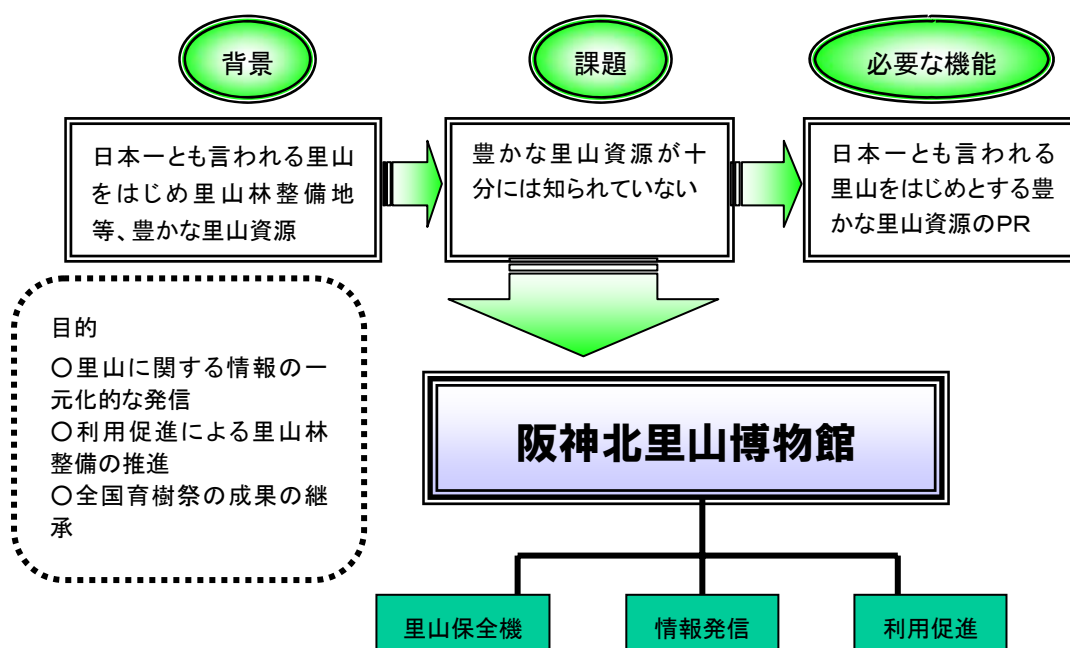 背景
課題
必要な機能
日本一とも言われる里山
をはじめ里山林整備地
等、豊かな里山資源
豊かな里山資源が十
分には知られていない
日本一とも言われる
里山をはじめとする豊
かな里山資源のPR
目的
○里山に関する情報の一
元化的な発信
○利用促進による里山林
整備の推進
○全国育樹祭の成果の継
承
阪神北里山博物館
里山保全機
情報発信
利用促進